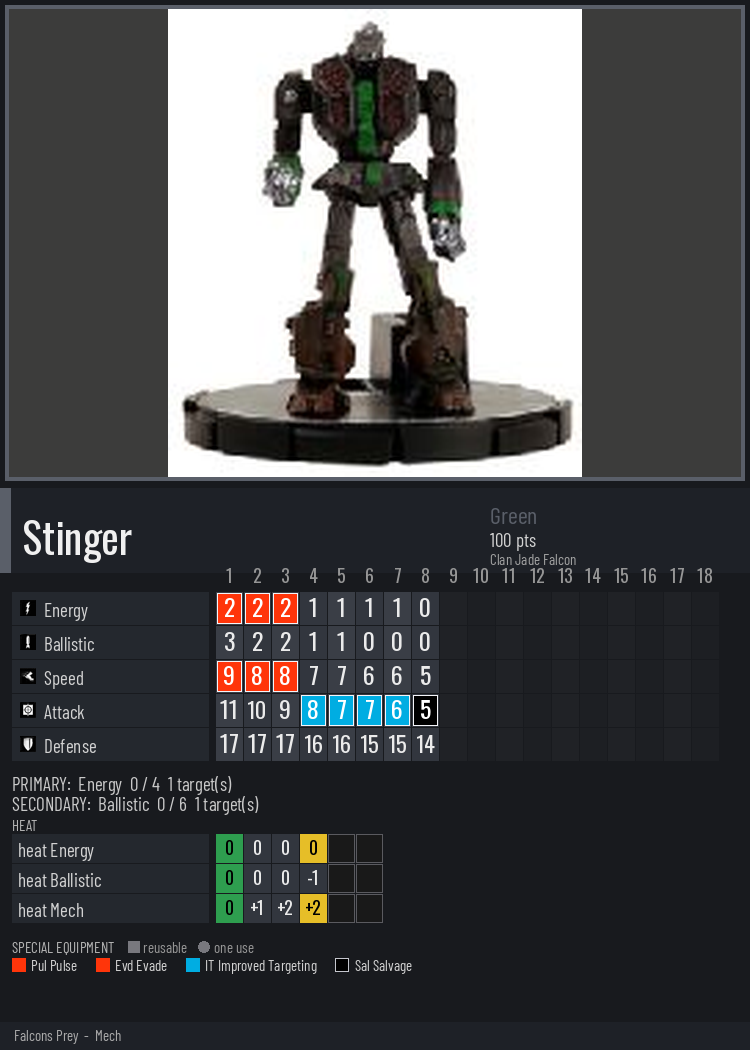 Stinger
Green
100 pts
Clan Jade Falcon
1 2 3 4 5 6 7 8 9 10 11 12 13 14 15 16 17 18
Energy 2 2 2 1 1 1 1 0
Ballistic 3 2 2 1 1 0 0 0
Speed 9 8 8 7 7 6 6 5
Attack 11 10 9 8 7 7 6 5
Defense 17 17 17 16 16 15 15 14
PRIMARY: Energy 0 / 4 1 target(s)
SECONDARY: Ballistic 0 / 6 1 target(s)
HEAT
heat Energy 0 0 0 0
heat Ballistic 0 0 0 -1
heat Mech 0 +1 +2 +2
SPECIAL EQUIPMENT reusable one use
Pul Pulse Evd Evade IT Improved Targeting Sal Salvage
Falcons Prey - Mech